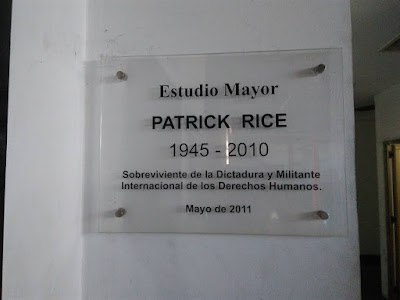 Estudio Mayor
PATRICK RICE
1945 - 2010
Sobreviviente de la Dictadura y Militante
Internacional de los Derechos Humanos.
Mayo de 2011